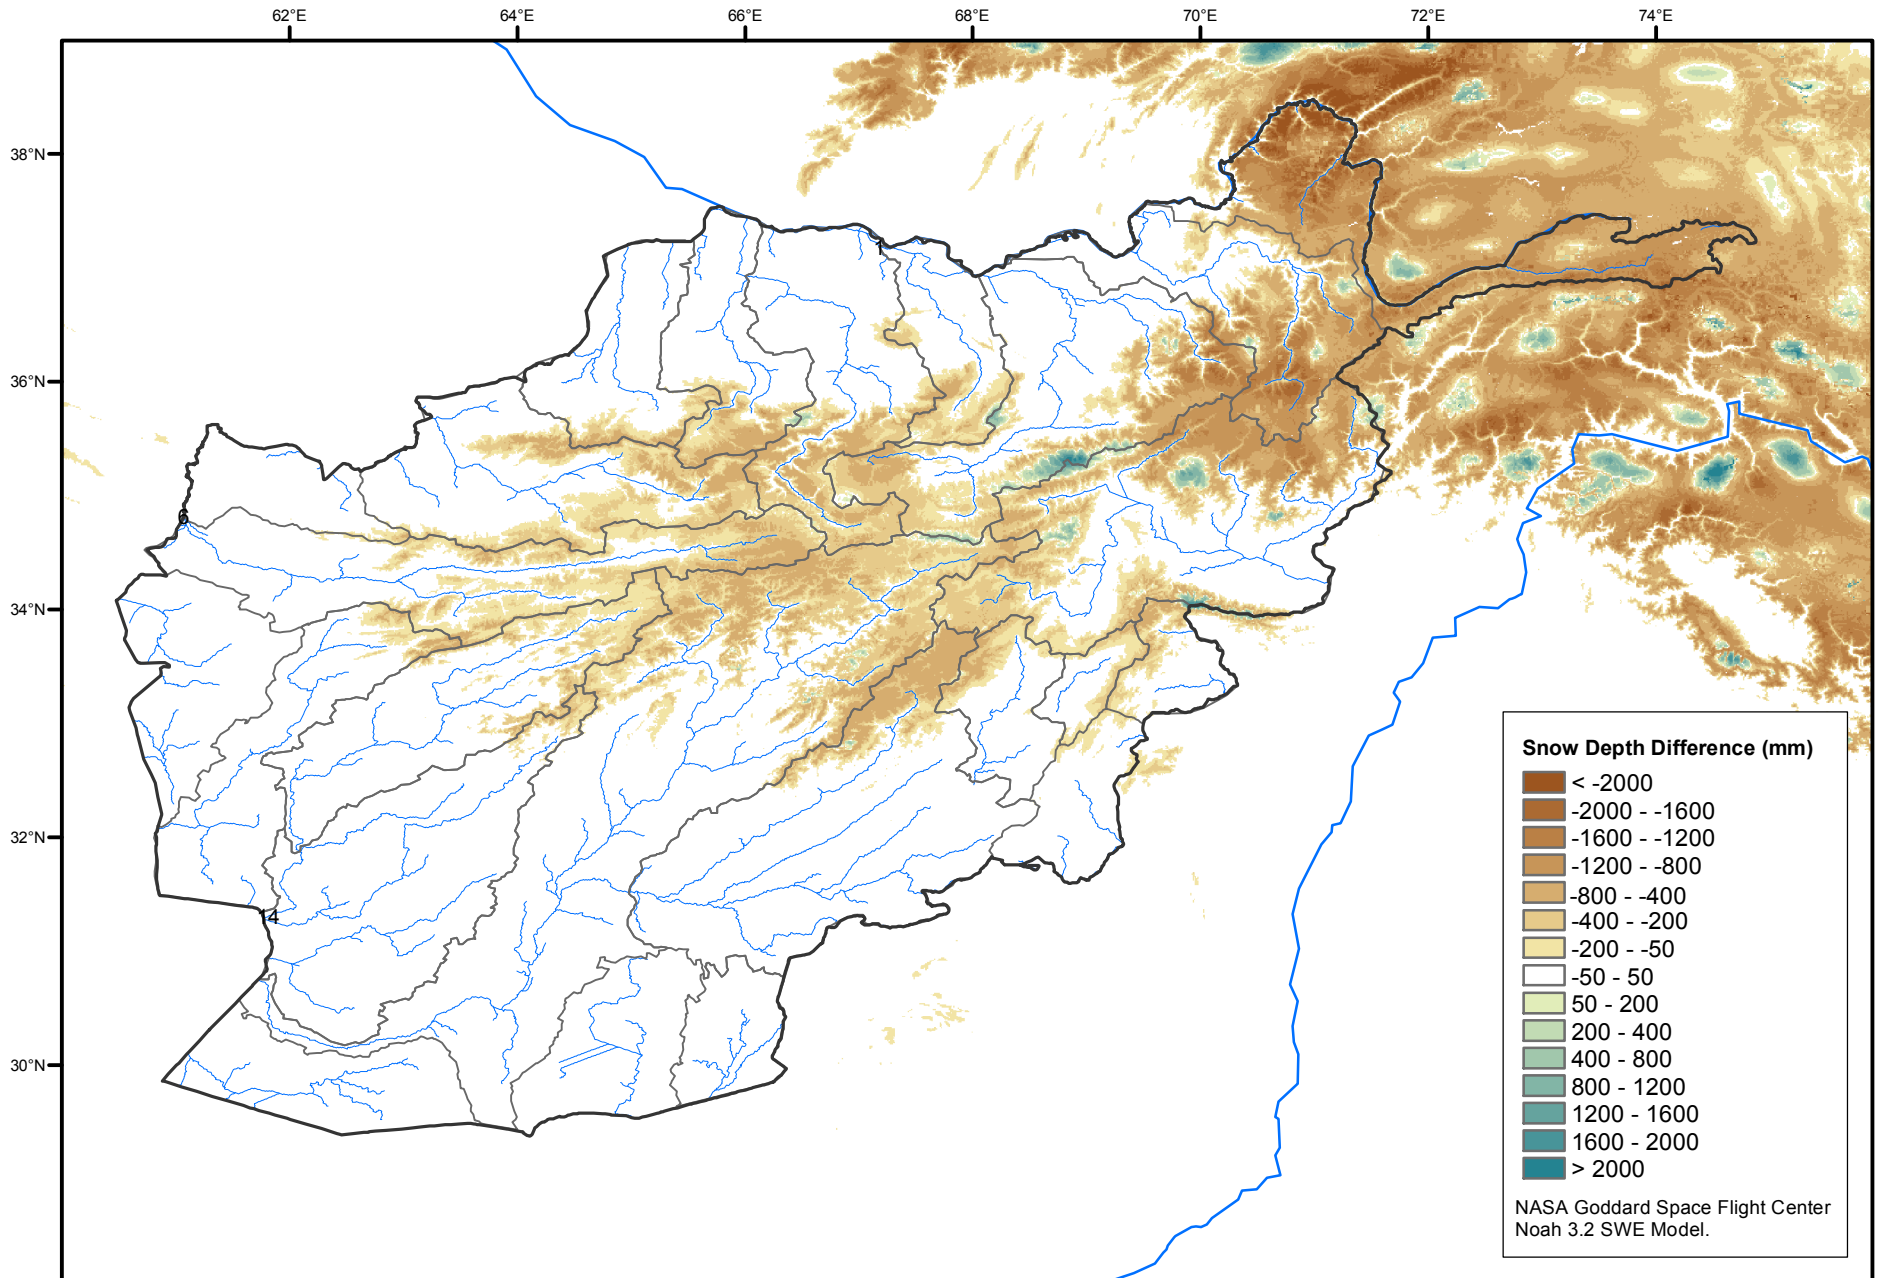 62°E 64°E 66°E 68°E 70°E 72°E 74°E
38°N
1
36°N
6
34°N
32°N
14
30°N
Snow Depth Difference (mm)
< -2000
-2000 - -1600
-1600 - -1200
-1200 - -800
-800 - -400
-400 - -200
-200 - -50
-50 - 50
50 - 200
200 - 400
400 - 800
800 - 1200
1200 - 1600
1600 - 2000
> 2000
NASA Goddard Space Flight Center
Noah 3.2 SWE Model.